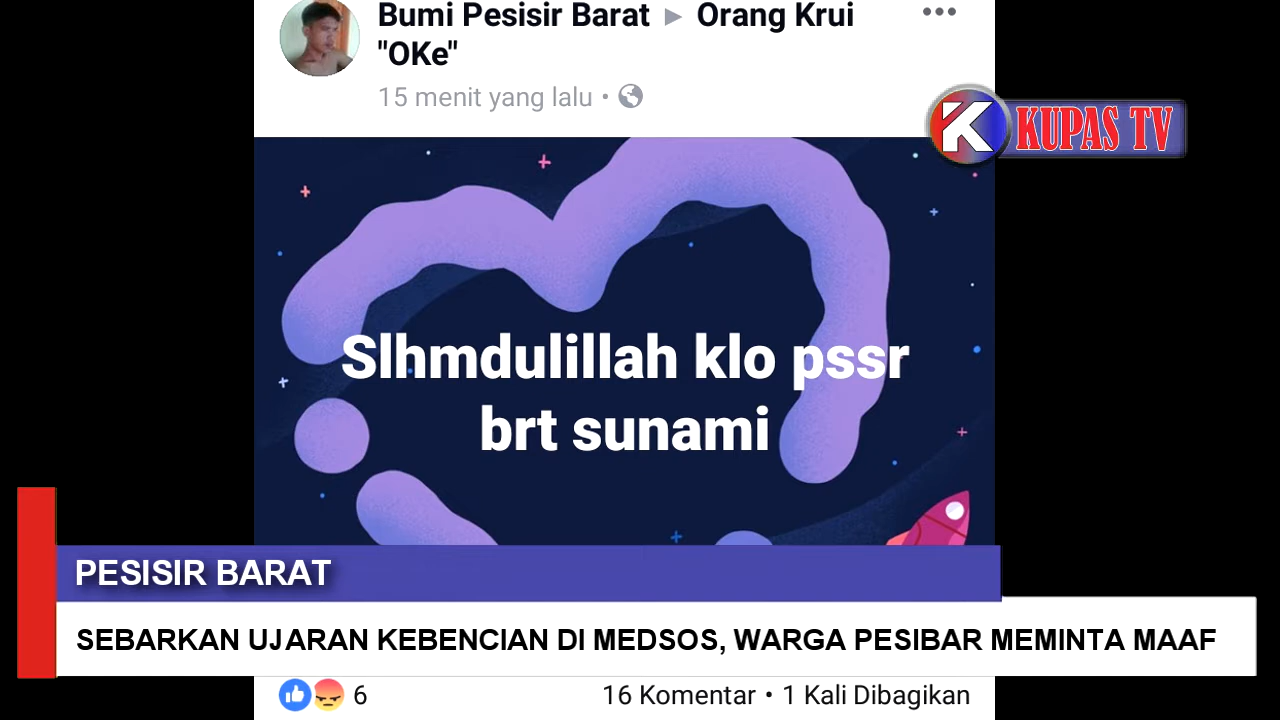 Bumi Pesisir Barat ▸ Orang Krui
"OKe"
15 menit yang lalu •
K KUPAS TV
Slhmdulillah klo pssr
brt sunami
PESISIR BARAT
SEBARKAN UJARAN KEBENCIAN DI MEDSOS, WARGA PESIBAR MEMINTA MAAF
6 16 Komentar • 1 Kali Dibagikan